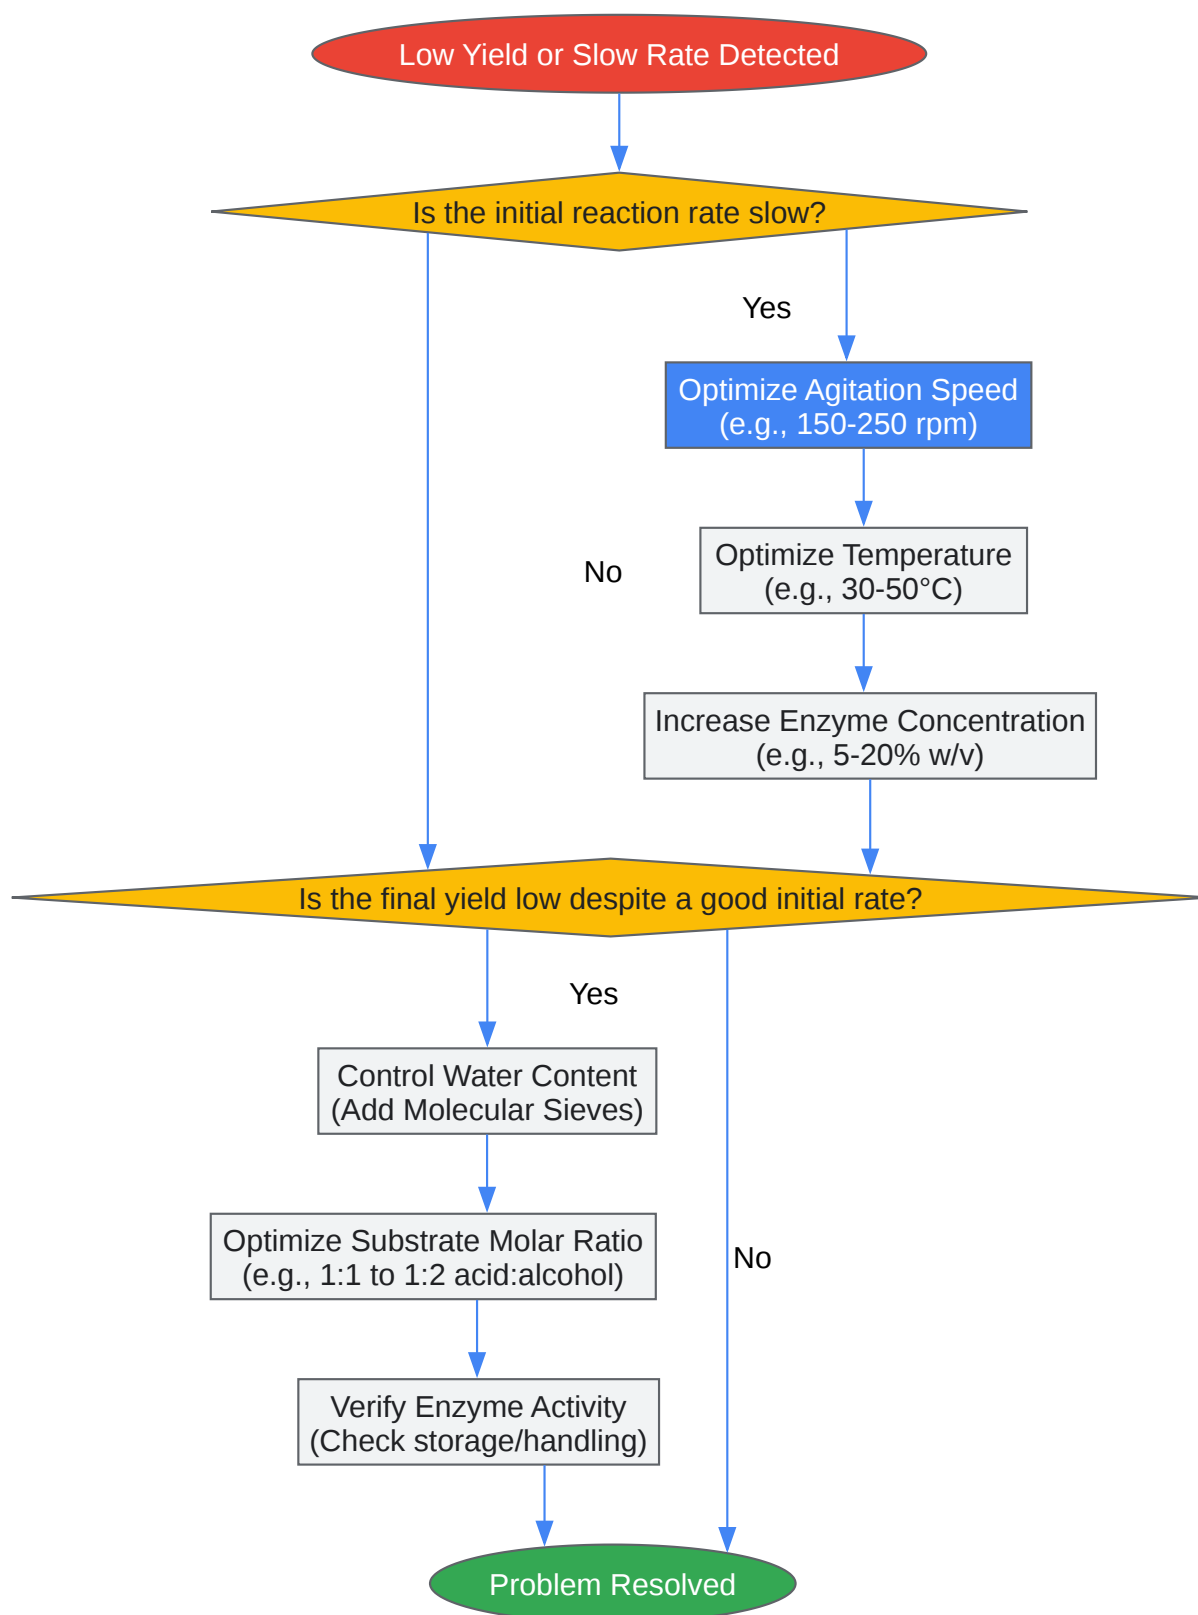 Low Yield or Slow Rate Detected
Is the initial reaction rate slow?
Yes
Optimize Agitation Speed
(e.g., 150-250 rpm)
Optimize Temperature
(e.g., 30-50°C)
No
Increase Enzyme Concentration
(e.g., 5-20% w/v)
Is the final yield low despite a good initial rate?
Yes
Control Water Content
(Add Molecular Sieves)
Optimize Substrate Molar Ratio
(e.g., 1:1 to 1:2 acid:alcohol)
No
Verify Enzyme Activity
(Check storage/handling)
Problem Resolved